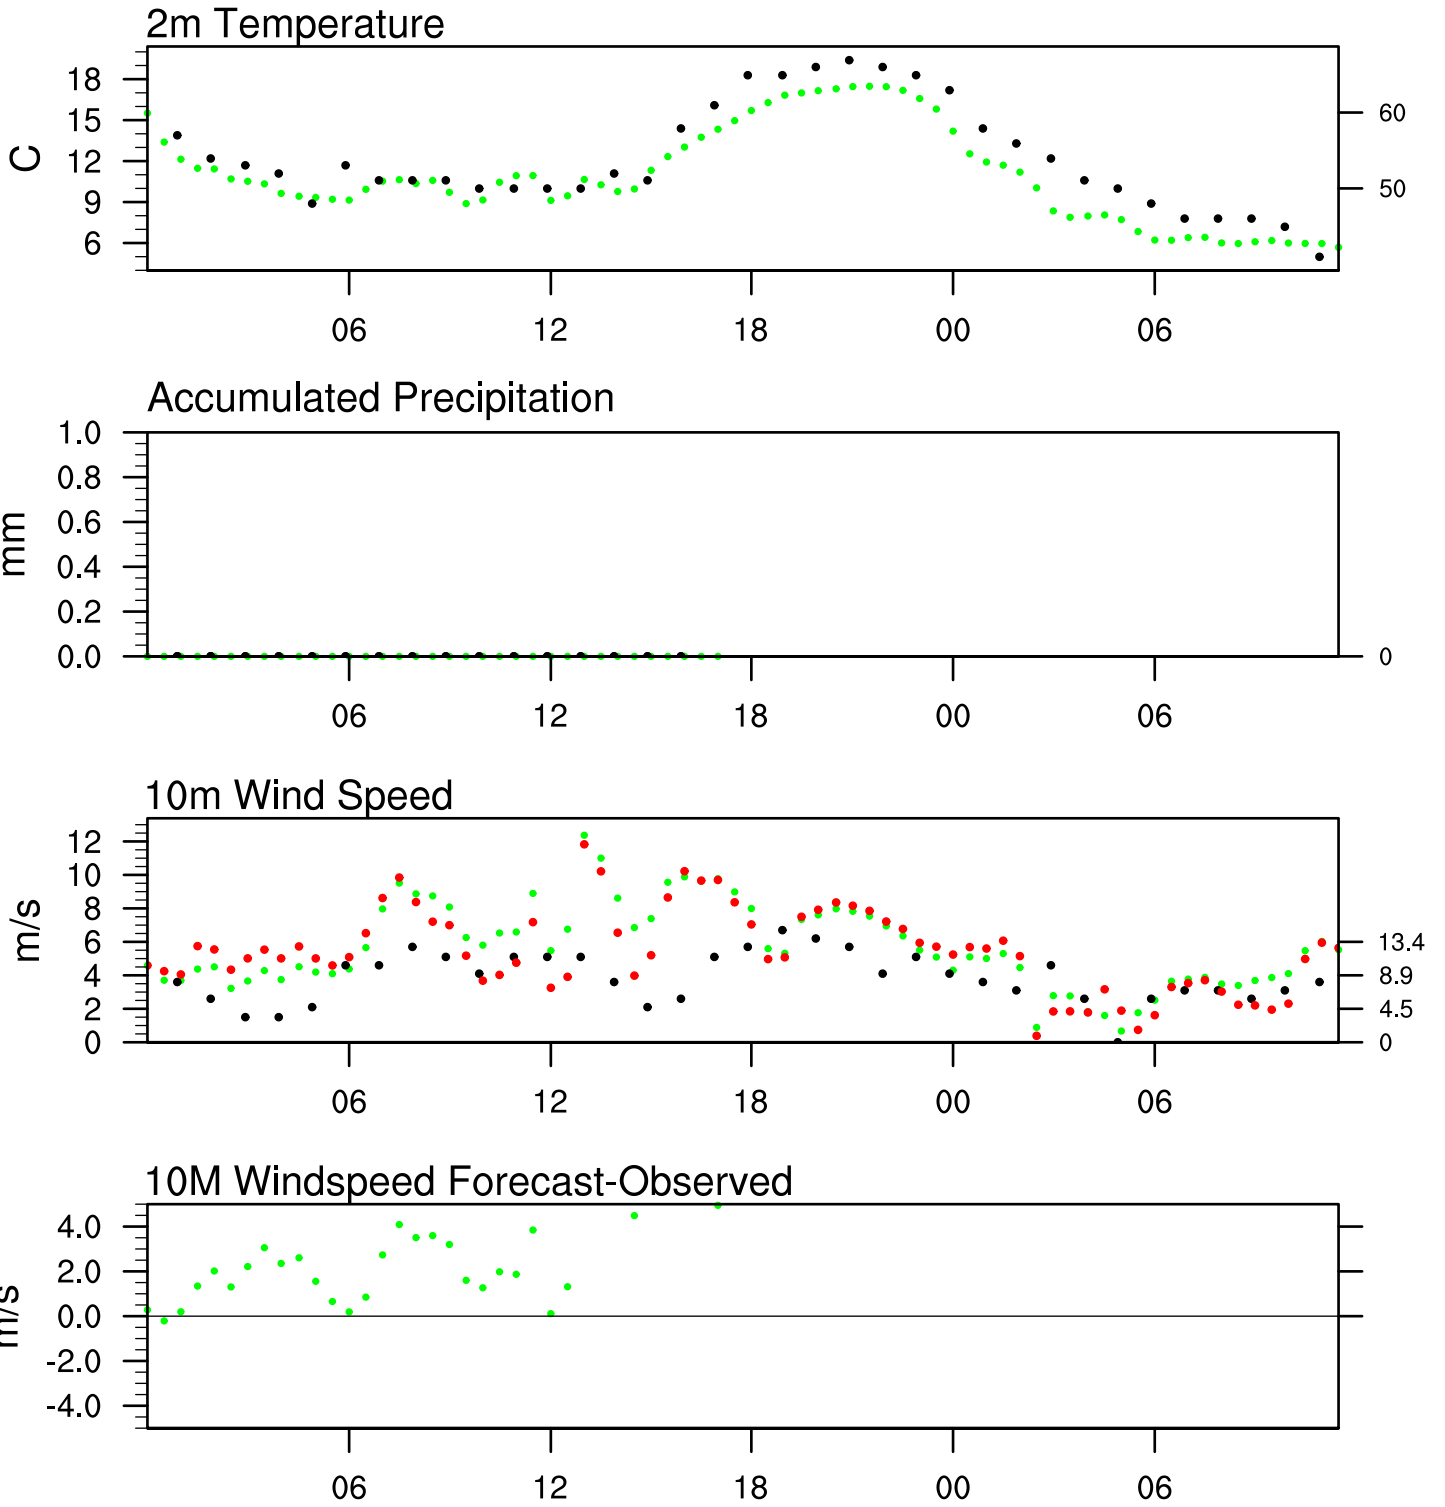 2m Temperature
18
15
12
9
6
C
60
50
06 12 18 00 06
Accumulated Precipitation
1.0
0.8
0.6
0.4
0.2
0.0
mm
0
06 12 18 00 06
10m Wind Speed
12
10
8
6
4
2
0
m/s
13.4
8.9
4.5
0
06 12 18 00 06
10M Windspeed Forecast-Observed
4.0
2.0
0.0
-2.0
-4.0
m/s
06 12 18 00 06